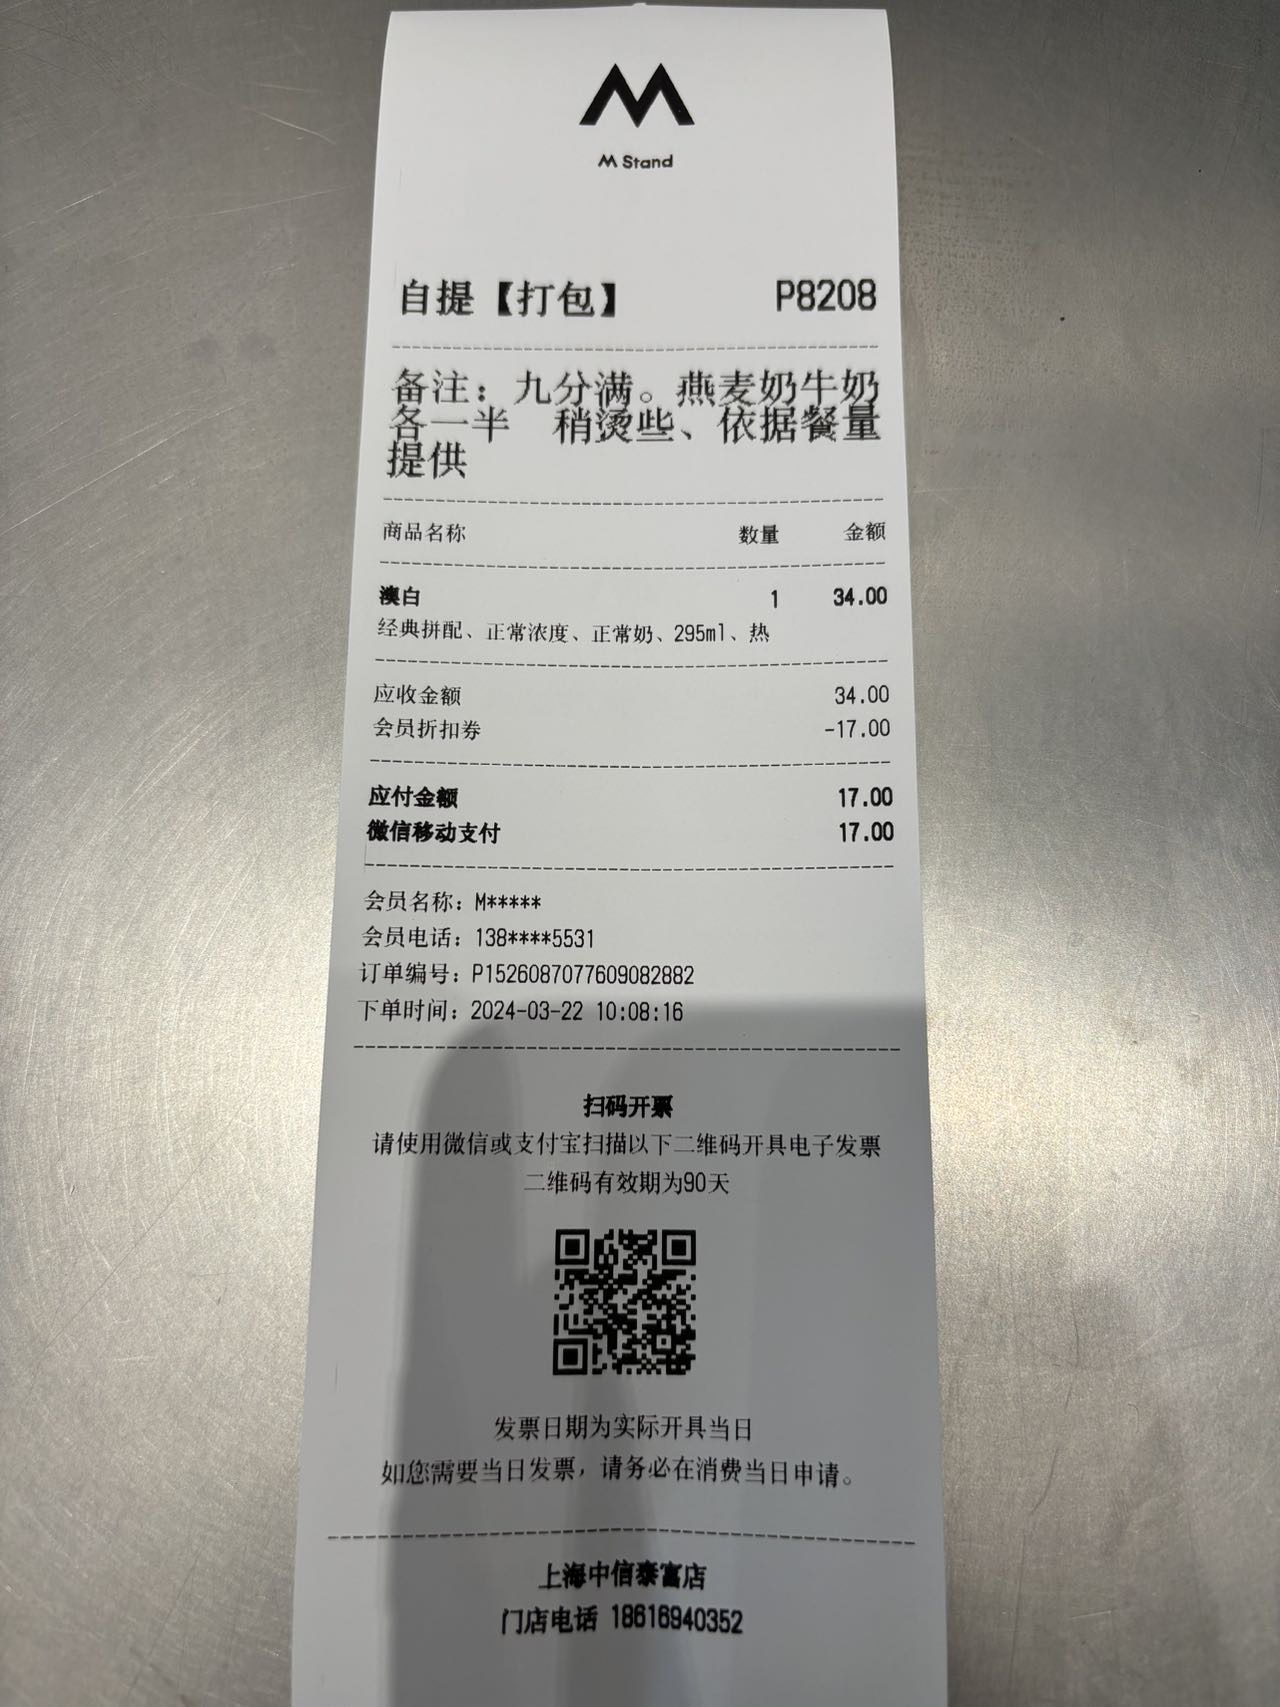 M
M Stand
自提【打包】 P8208
备注：九分满。燕麦奶牛奶
各一半 稍烫些、依据餐量
提供
商品名称 数量 金额
澳白 1 34.00
经典拼配、正常浓度、正常奶、295ml、热
应收金额 34.00
会员折扣券 -17.00
应付金额 17.00
微信移动支付 17.00
会员名称：M*****
会员电话：138****5531
订单编号：P1526087077609082882
下单时间：2024-03-22 10:08:16
扫码开票
请使用微信或支付宝扫描以下二维码开具电子发票
二维码有效期为90天
发票日期为实际开具当日
如您需要当日发票，请务必在消费当日申请。
上海中信泰富店
门店电话 18616940352